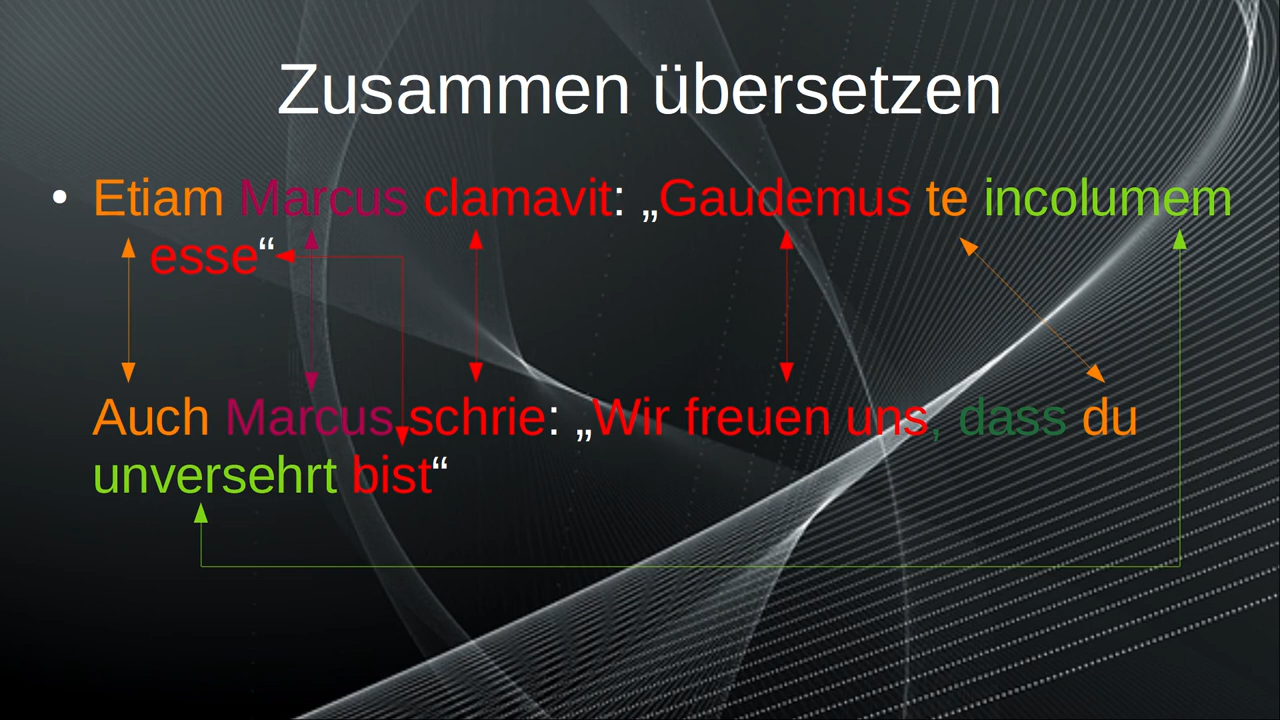 Zusammen übersetzen
• Etiam Marcus clamavit: „Gaudemus te incolumem
esse“
Auch Marcus schrie: „Wir freuen uns, dass du
unversehrt bist“